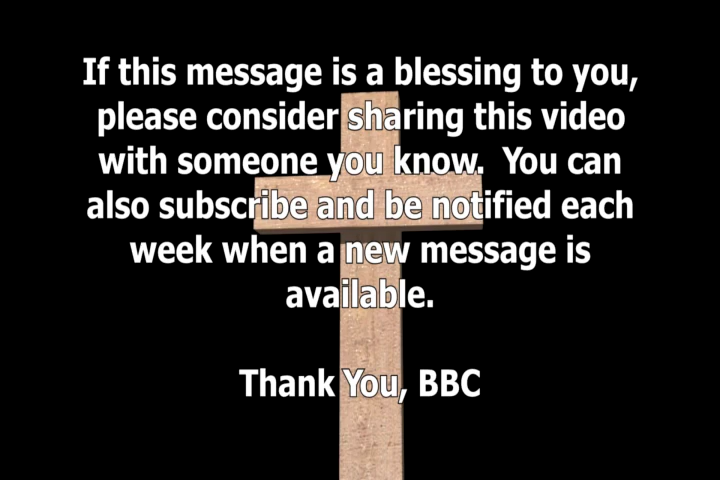 If this message is a blessing to you,
please consider sharing this video
with someone you know.  You can
also subscribe and be notified each
week when a new message is
available.
Thank You, BBC